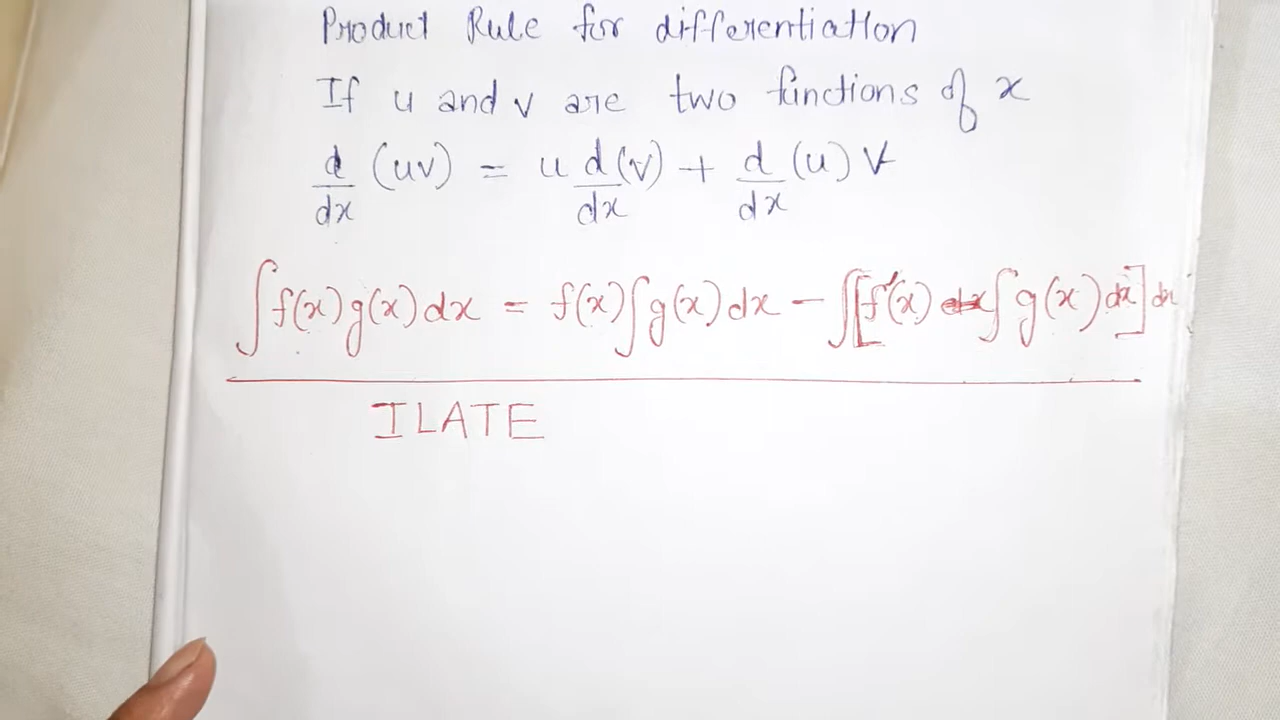 Product Rule for differentiation
If u and v are two functions of x
d/dx (uv) = u d/dx (v) + d/dx (u) v
∫f(x)g(x)dx = f(x)∫g(x)dx − ∫[f'(x) ∫g(x)dx]dx
ILATE